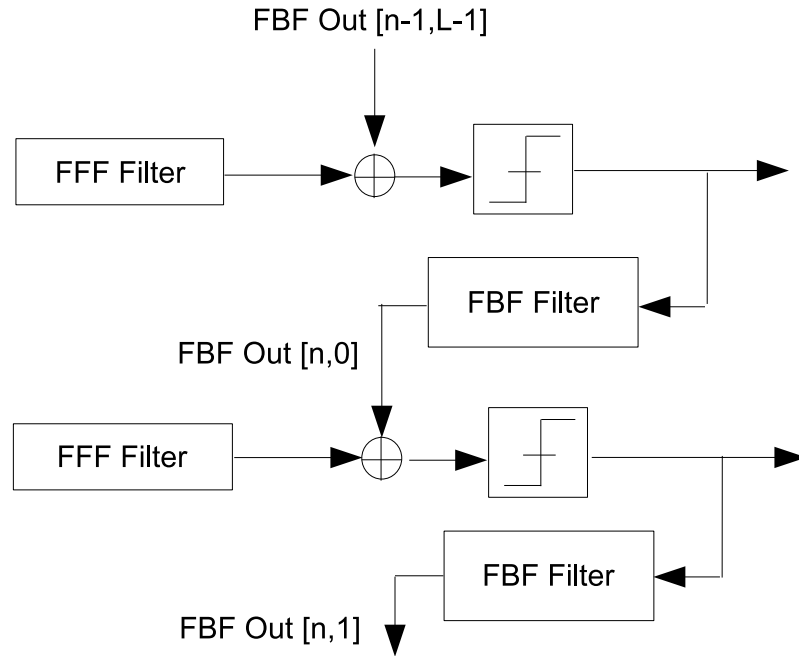 FBF Out [n-1,L-1]
FFF Filter
FBF Filter
FBF Out [n,0]
FFF Filter
FBF Filter
FBF Out [n,1]